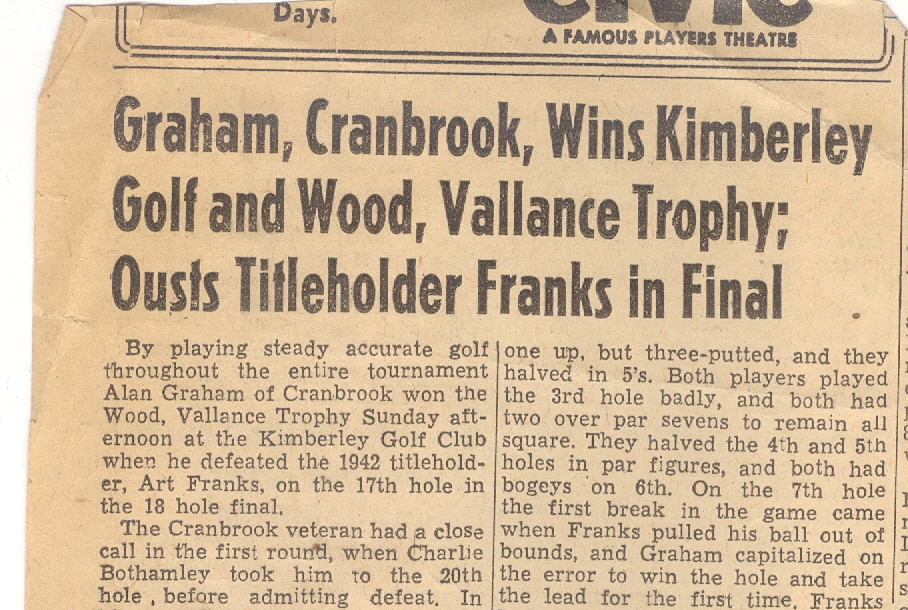 Days.
CIVIC
A FAMOUS PLAYERS THEATRE
Graham, Cranbrook, Wins Kimberley
Golf and Wood, Vallance Trophy;
Ousts Titleholder Franks in Final
By playing steady accurate golf
throughout the entire tournament
Alan Graham of Cranbrook won the
Wood, Vallance Trophy Sunday aft-
ernoon at the Kimberley Golf Club
when he defeated the 1942 titlehold-
er, Art Franks, on the 17th hole in
the 18 hole final.
The Cranbrook veteran had a close
call in the first round, when Charlie
Bothamley took him to the 20th
hole, before admitting defeat. In
one up, but three-putted, and they
halved in 5's. Both players played
the 3rd hole badly, and both had
two over par sevens to remain all
square. They halved the 4th and 5th
holes in par figures, and both had
bogeys on 6th. On the 7th hole
the first break in the game came
when Franks pulled his ball out of
bounds, and Graham capitalized on
the error to win the hole and take
the lead for the first time. Franks